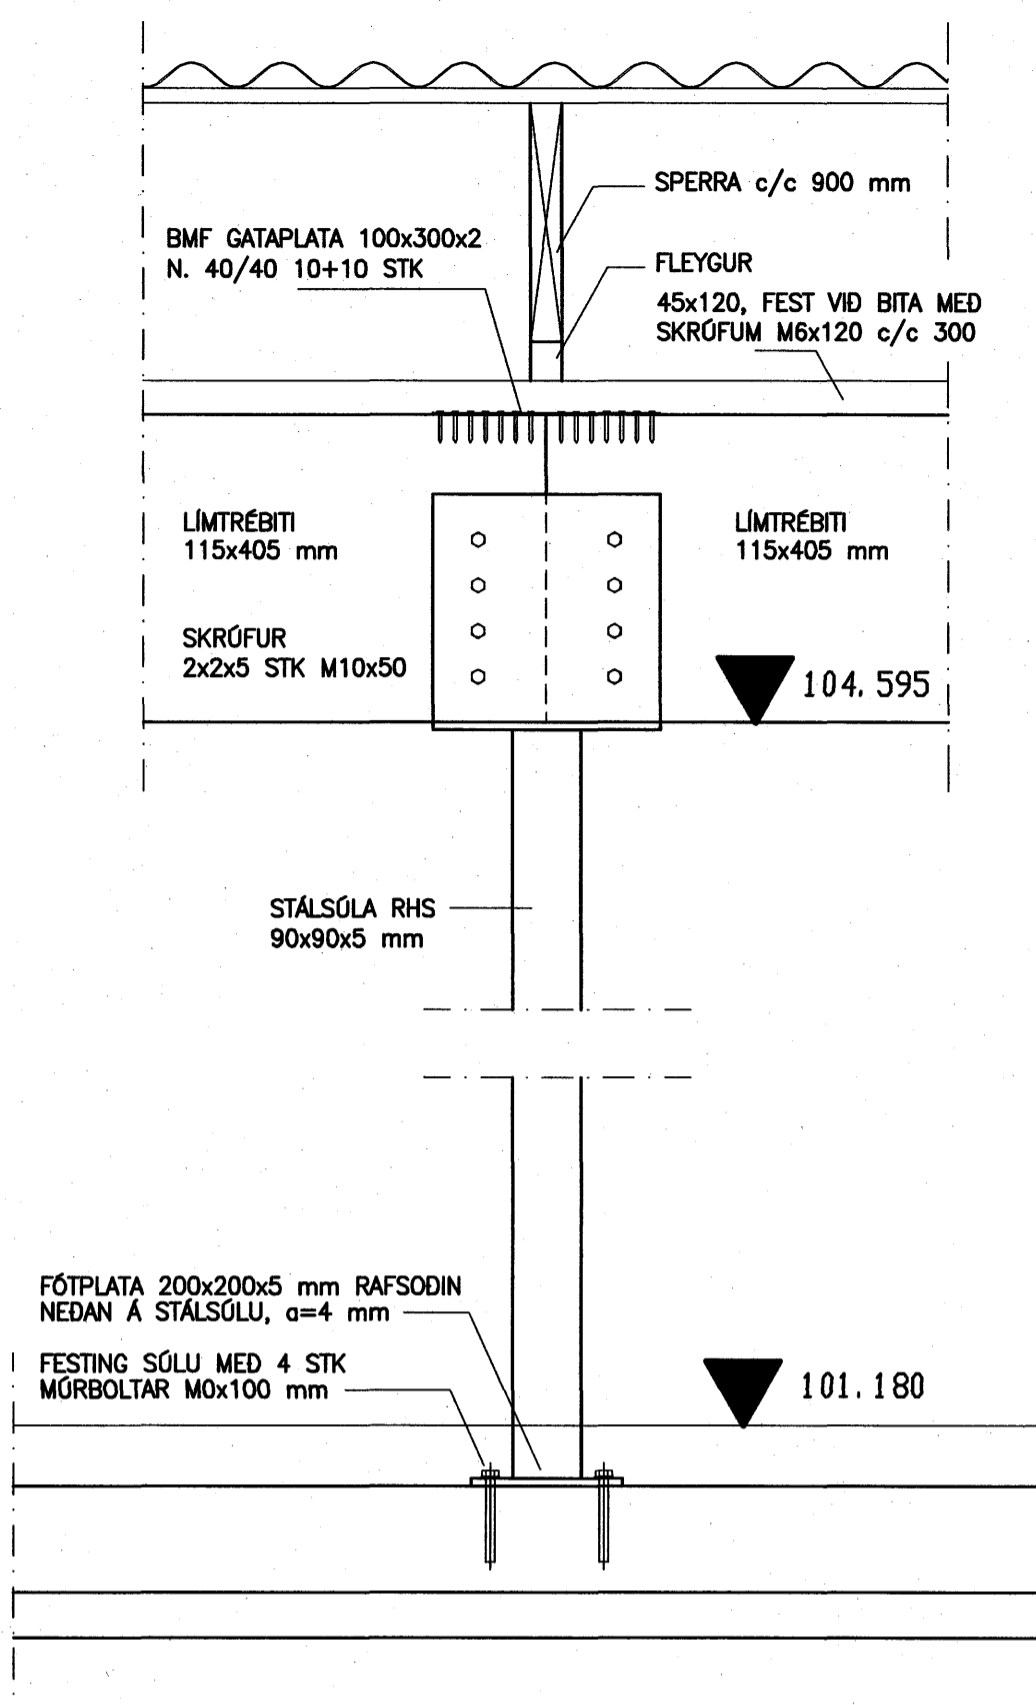 SPERRA c/c 900 mm
BMF GATAPLATA 100x300x2
N. 40/40 10+10 STK
FLEYGUR
45x120, FEST VIÐ BITA MEÐ
SKRÚFUM M6x120 c/c 300
LÍMTRÉBITI
115x405 mm
LÍMTRÉBITI
115x405 mm
SKRÚFUR
2x2x5 STK M10x50
104.595
STÁLSÚLA RHS
90x90x5 mm
FÓTPLATA 200x200x5 mm RAFSOÐIN
NEÐAN Á STÁLSÚLU, a=4 mm
FESTING SÚLU MEÐ 4 STK
MÚRBOLTAR M0x100 mm
101.180